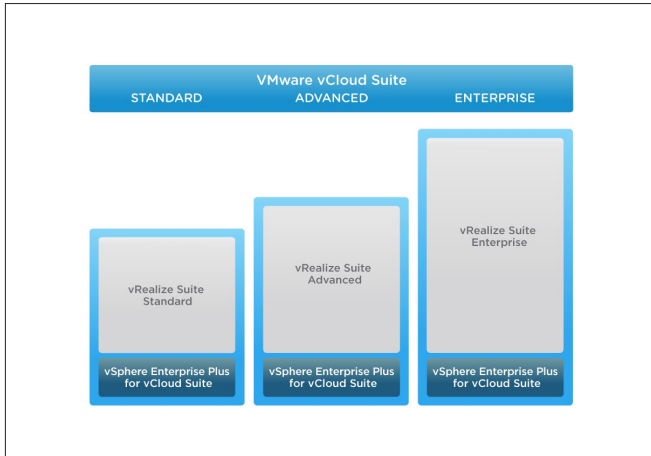 VMware vCloud Suite
STANDARD ADVANCED ENTERPRISE
vRealize Suite
Standard
vSphere Enterprise Plus
for vCloud Suite
vRealize Suite
Advanced
vSphere Enterprise Plus
for vCloud Suite
vRealize Suite
Enterprise
vSphere Enterprise Plus
for vCloud Suite